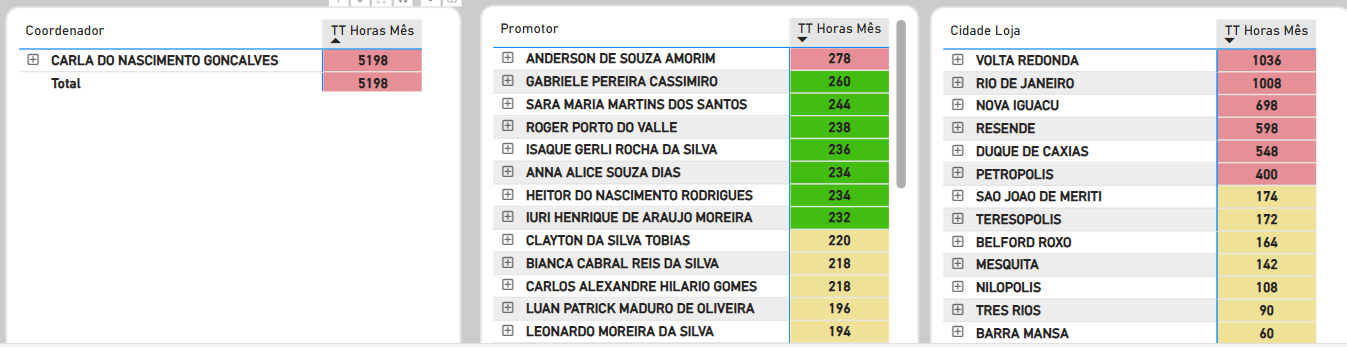 Coordenador TT Horas Mês
CARLA DO NASCIMENTO GONCALVES 5198
Total 5198
Promotor TT Horas Mês
ANDERSON DE SOUZA AMORIM 278
GABRIELE PEREIRA CASSIMIRO 260
SARA MARIA MARTINS DOS SANTOS 244
ROGER PORTO DO VALLE 238
ISAQUE GERLI ROCHA DA SILVA 236
ANNA ALICE SOUZA DIAS 234
HEITOR DO NASCIMENTO RODRIGUES 234
IURI HENRIQUE DE ARAUJO MOREIRA 232
CLAYTON DA SILVA TOBIAS 220
BIANCA CABRAL REIS DA SILVA 218
CARLOS ALEXANDRE HILARIO GOMES 218
LUAN PATRICK MADURO DE OLIVEIRA 196
LEONARDO MOREIRA DA SILVA 194
Cidade Loja TT Horas Mês
VOLTA REDONDA 1036
RIO DE JANEIRO 1008
NOVA IGUACU 698
RESENDE 598
DUQUE DE CAXIAS 548
PETROPOLIS 400
SAO JOAO DE MERITI 174
TERESOPOLIS 172
BELFORD ROXO 164
MESQUITA 142
NILOPOLIS 108
TRES RIOS 90
BARRA MANSA 60